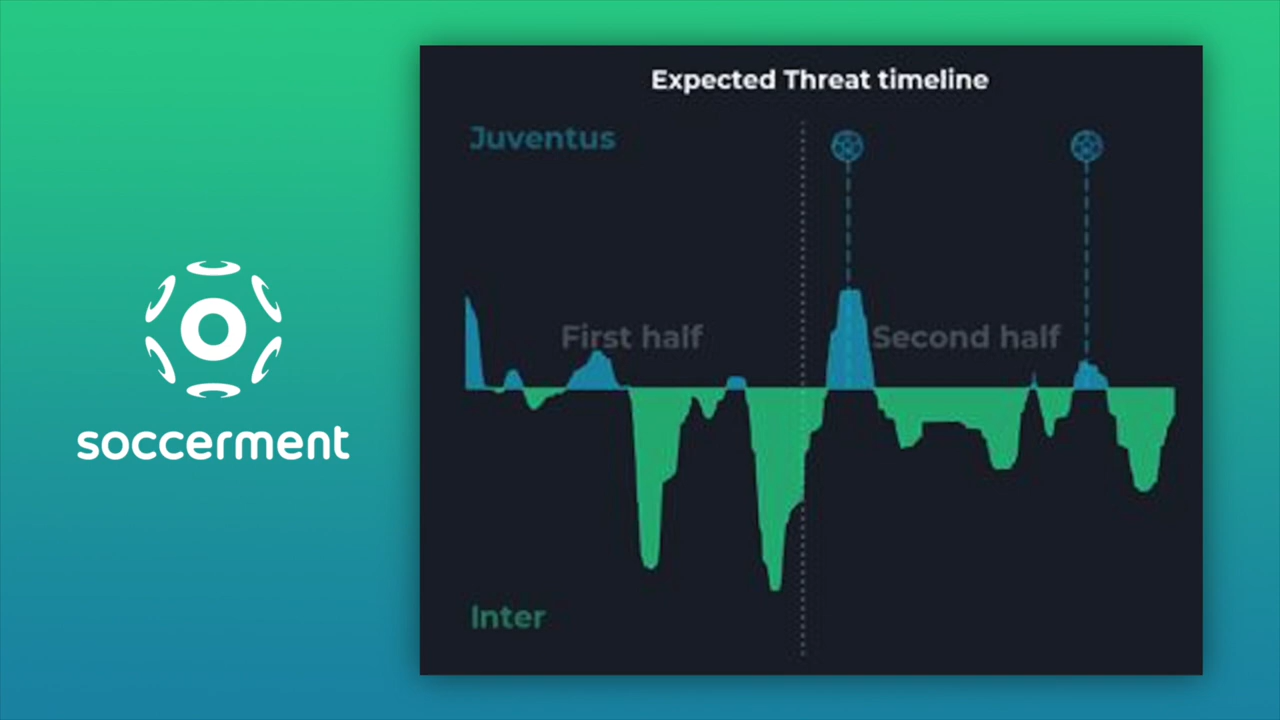 Expected Threat timeline
Juventus
First half
Second half
soccerment
Inter